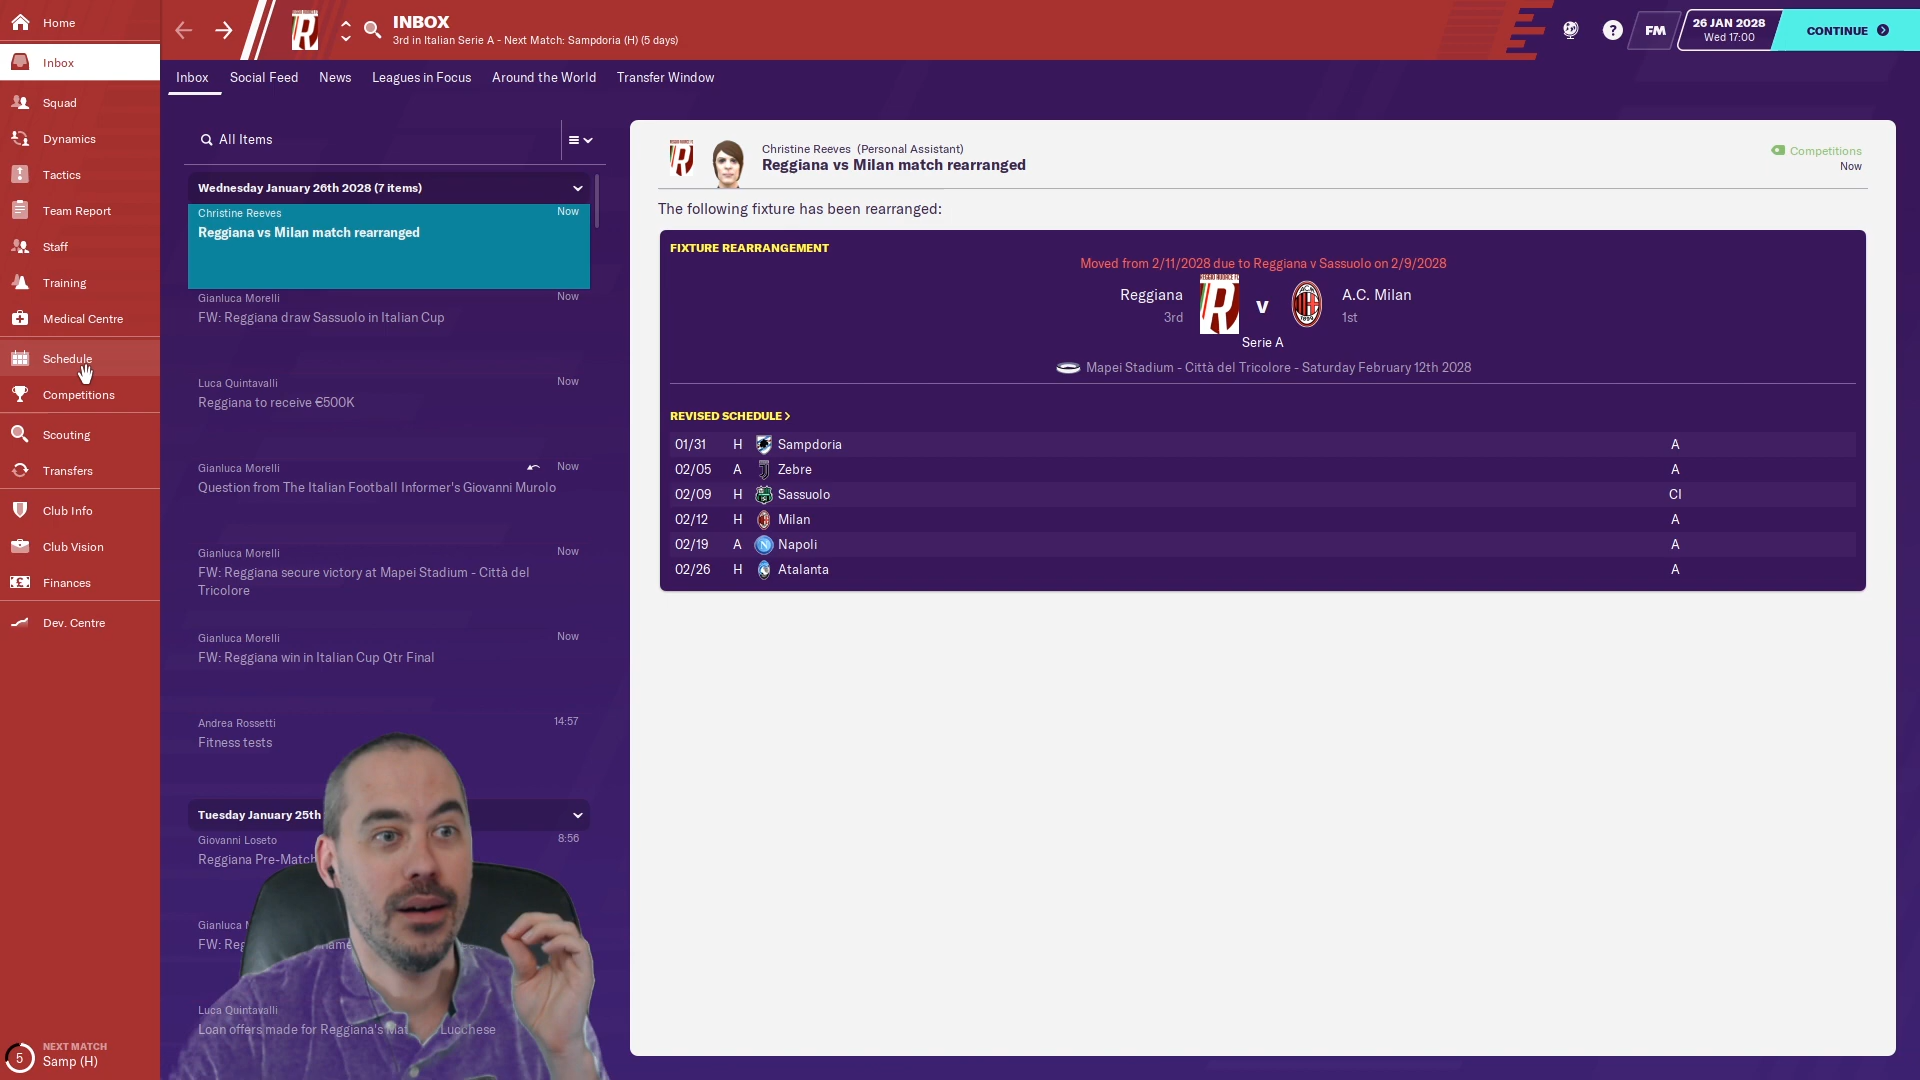 Home
Inbox
Squad
Dynamics
Tactics
Team Report
Staff
Training
Medical Centre
Schedule
Competitions
Scouting
Transfers
Club Info
Club Vision
Finances
Dev. Centre
5
NEXT MATCH
Samp (H)
R
INBOX
3rd in Italian Serie A - Next Match: Sampdoria (H) (5 days)
?
FM
26 JAN 2028
Wed 17:00
CONTINUE
Inbox Social Feed News Leagues in Focus Around the World Transfer Window
All Items
Wednesday January 26th 2028 (7 items)
Christine Reeves Now
Reggiana vs Milan match rearranged
Gianluca Morelli Now
FW: Reggiana draw Sassuolo in Italian Cup
Luca Quintavalli Now
Reggiana to receive €500K
Gianluca Morelli Now
Question from The Italian Football Informer's Giovanni Murolo
Gianluca Morelli Now
FW: Reggiana secure victory at Mapei Stadium - Città del
Tricolore
Gianluca Morelli Now
FW: Reggiana win in Italian Cup Qtr Final
Andrea Rossetti 14:57
Fitness tests
Tuesday January 25th
Giovanni Loseto 8:56
Reggiana Pre-Match
Gianluca
FW:
Luca Quintavalli
Loan offers made for Reggiana's Lucchese
Christine Reeves (Personal Assistant)
Reggiana vs Milan match rearranged
Competitions
Now
The following fixture has been rearranged:
FIXTURE REARRANGEMENT
Moved from 2/11/2028 due to Reggiana v Sassuolo on 2/9/2028
Reggiana R v A.C. Milan
3rd 1st
Serie A
Mapei Stadium - Città del Tricolore - Saturday February 12th 2028
REVISED SCHEDULE >
01/31 H Sampdoria A
02/05 A Zebre A
02/09 H Sassuolo CI
02/12 H Milan A
02/19 A Napoli A
02/26 H Atalanta A